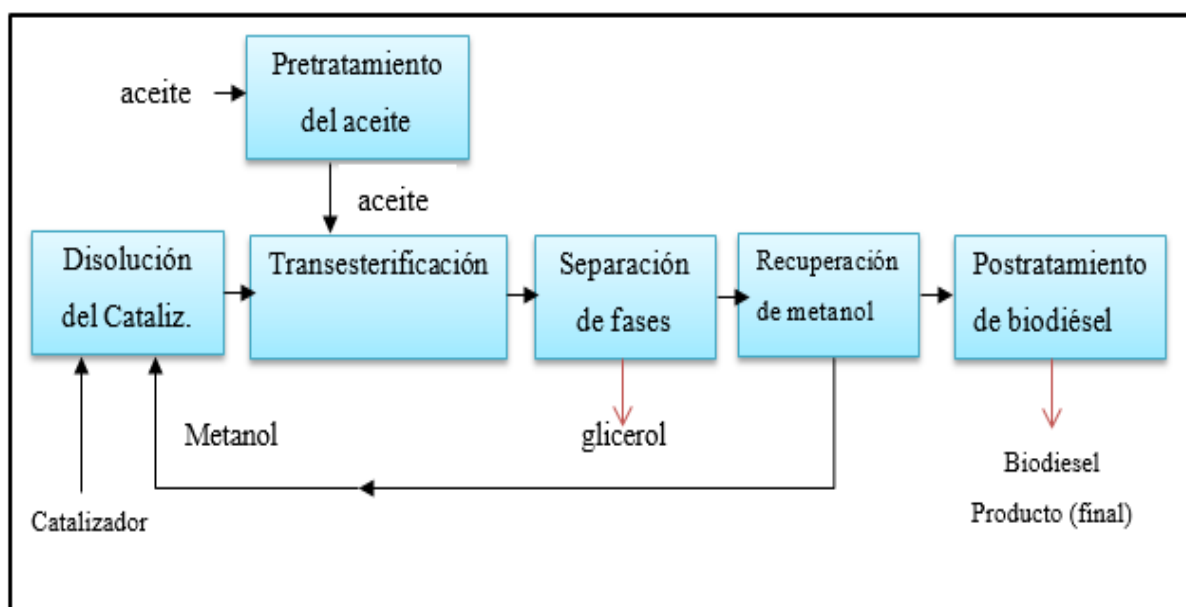 Pretratamiento
del aceite
aceite
aceite
Disolución
del Cataliz.
Transesterificación
Separación
de fases
Recuperación
de metanol
Postratamiento
de biodiésel
Metanol
glicerol
Catalizador
Biodiesel
Producto (final)